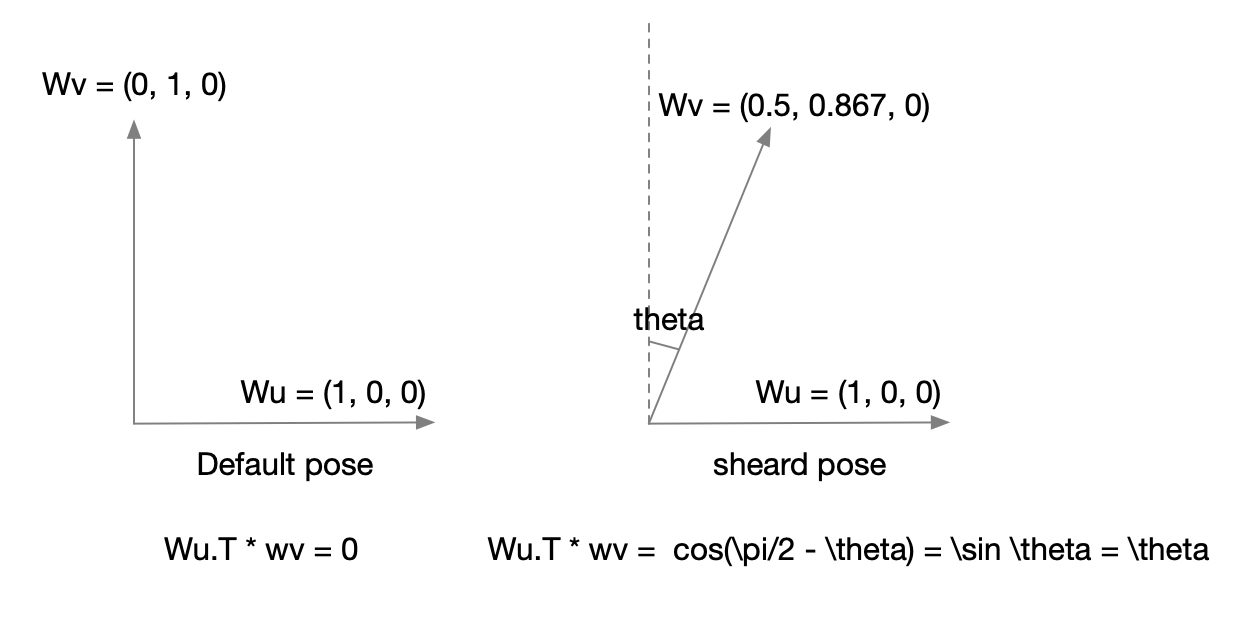 Wv = (0, 1, 0)
Wv = (0.5, 0.867, 0)
theta
Wu = (1, 0, 0)
Wu = (1, 0, 0)
Default pose
sheard pose
Wu.T * wv = 0
Wu.T * wv = cos(\pi/2 - \theta) = \sin \theta = \theta